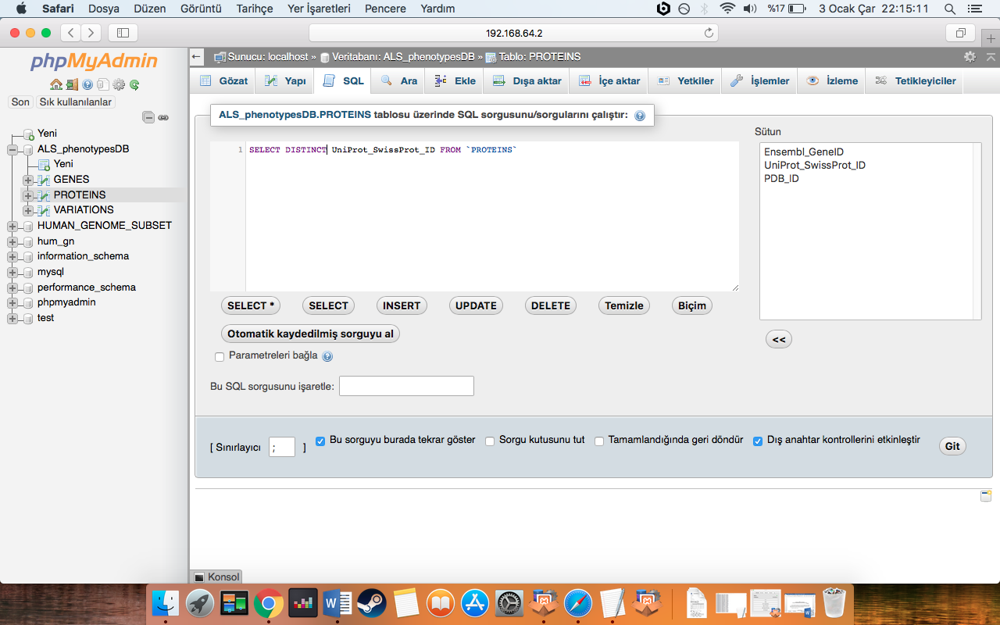 Safari Dosya Düzen Görüntü Tarihçe Yer İşaretleri Pencere Yardım %17 3 Ocak Çar 22:15:11
192.168.64.2
phpMyAdmin
Son Sık kullanılanlar
Yeni
ALS_phenotypesDB
Yeni
GENES
PROTEINS
VARIATIONS
HUMAN_GENOME_SUBSET
hum_gn
information_schema
mysql
performance_schema
phpmyadmin
test
Sunucu: localhost » Veritabanı: ALS_phenotypesDB » Tablo: PROTEINS
Gözat Yapı SQL Ara Ekle Dışa aktar İçe aktar Yetkiler İşlemler İzleme Tetikleyiciler
ALS_phenotypesDB.PROTEINS tablosu üzerinde SQL sorgusunu/sorgularını çalıştır:
1 SELECT DISTINCT UniProt_SwissProt_ID FROM `PROTEINS`
Sütun
Ensembl_GeneID
UniProt_SwissProt_ID
PDB_ID
SELECT * SELECT INSERT UPDATE DELETE Temizle Biçim
Otomatik kaydedilmiş sorguyu al
<<
Parametreleri bağla
Bu SQL sorgusunu işaretle:
[ Sınırlayıcı ; ] Bu sorguyu burada tekrar göster Sorgu kutusunu tut Tamamlandığında geri döndür Dış anahtar kontrollerini etkinleştir Git
Konsol